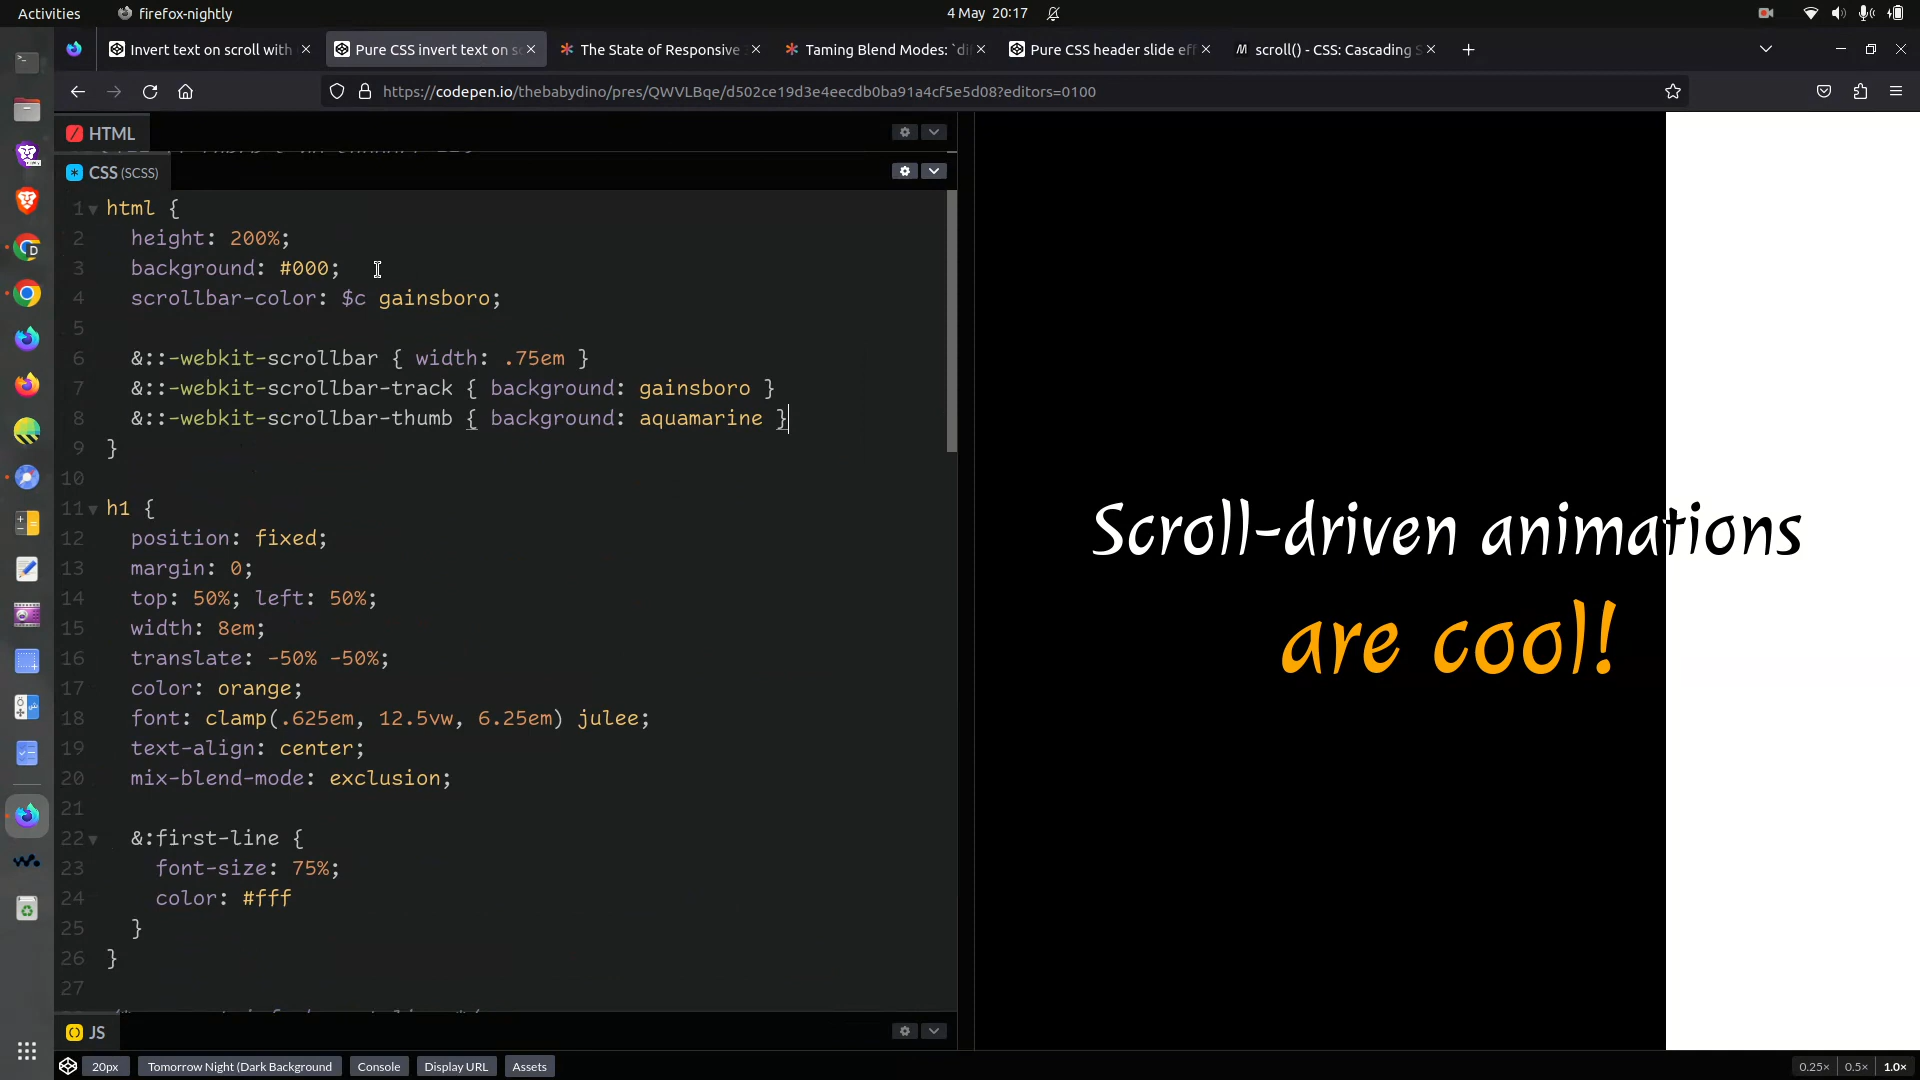 Activities
firefox-nightly
4 May 20:17
Invert text on scroll with
Pure CSS invert text on s
The State of Responsive
Taming Blend Modes: `di
Pure CSS header slide eff
scroll() - CSS: Cascading S
https://codepen.io/thebabydino/pres/QWVLBqe/d502ce19d3e4eecdb0ba91a4cf5e5d08?editors=0100
HTML
CSS (SCSS)
1 html {
2 height: 200%;
3 background: #000;
4 scrollbar-color: $c gainsboro;
5
6 &::-webkit-scrollbar { width: .75em }
7 &::-webkit-scrollbar-track { background: gainsboro }
8 &::-webkit-scrollbar-thumb { background: aquamarine }
9 }
10
11 h1 {
12 position: fixed;
13 margin: 0;
14 top: 50%; left: 50%;
15 width: 8em;
16 translate: -50% -50%;
17 color: orange;
18 font: clamp(.625em, 12.5vw, 6.25em) julee;
19 text-align: center;
20 mix-blend-mode: exclusion;
21
22 &:first-line {
23 font-size: 75%;
24 color: #fff
25 }
26 }
27
Scroll-driven animations
are cool!
JS
20px
Tomorrow Night (Dark Background
Console
Display URL
Assets
0.25×
0.5×
1.0×